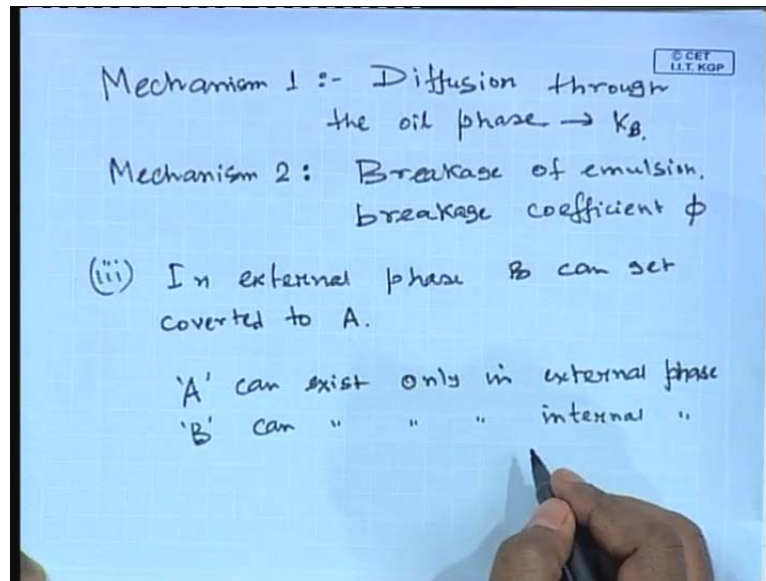 © CET
I.I.T. KGP
Mechanism 1 :- Diffusion through
the oil phase → KB.
Mechanism 2 : Breakage of emulsion.
breakage coefficient ϕ
(iii) In external phase B can get
coverted to A.
'A' can exist only in external phase
'B' can " " " internal "